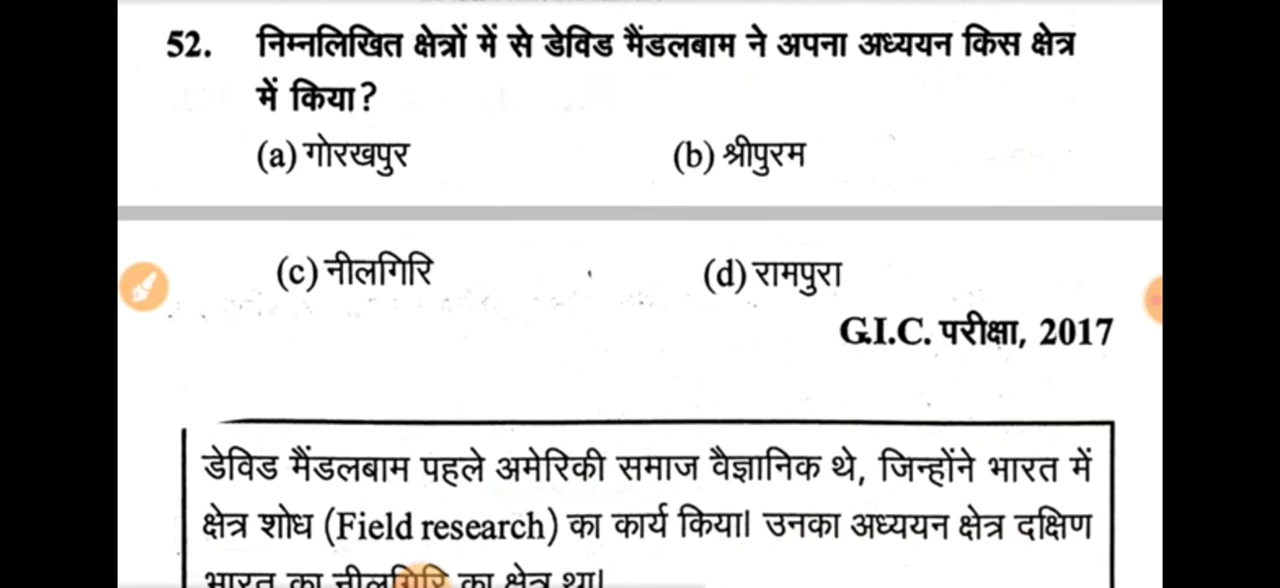 52. निम्नलिखित क्षेत्रों में से डेविड मैंडलबाम ने अपना अध्ययन किस क्षेत्र
में किया?
(a) गोरखपुर (b) श्रीपुरम
(c) नीलगिरि (d) रामपुरा
G.I.C. परीक्षा, 2017
डेविड मैंडलबाम पहले अमेरिकी समाज वैज्ञानिक थे, जिन्होंने भारत में
क्षेत्र शोध (Field research) का कार्य किया। उनका अध्ययन क्षेत्र दक्षिण
भारत का नीलगिरि का क्षेत्र था।